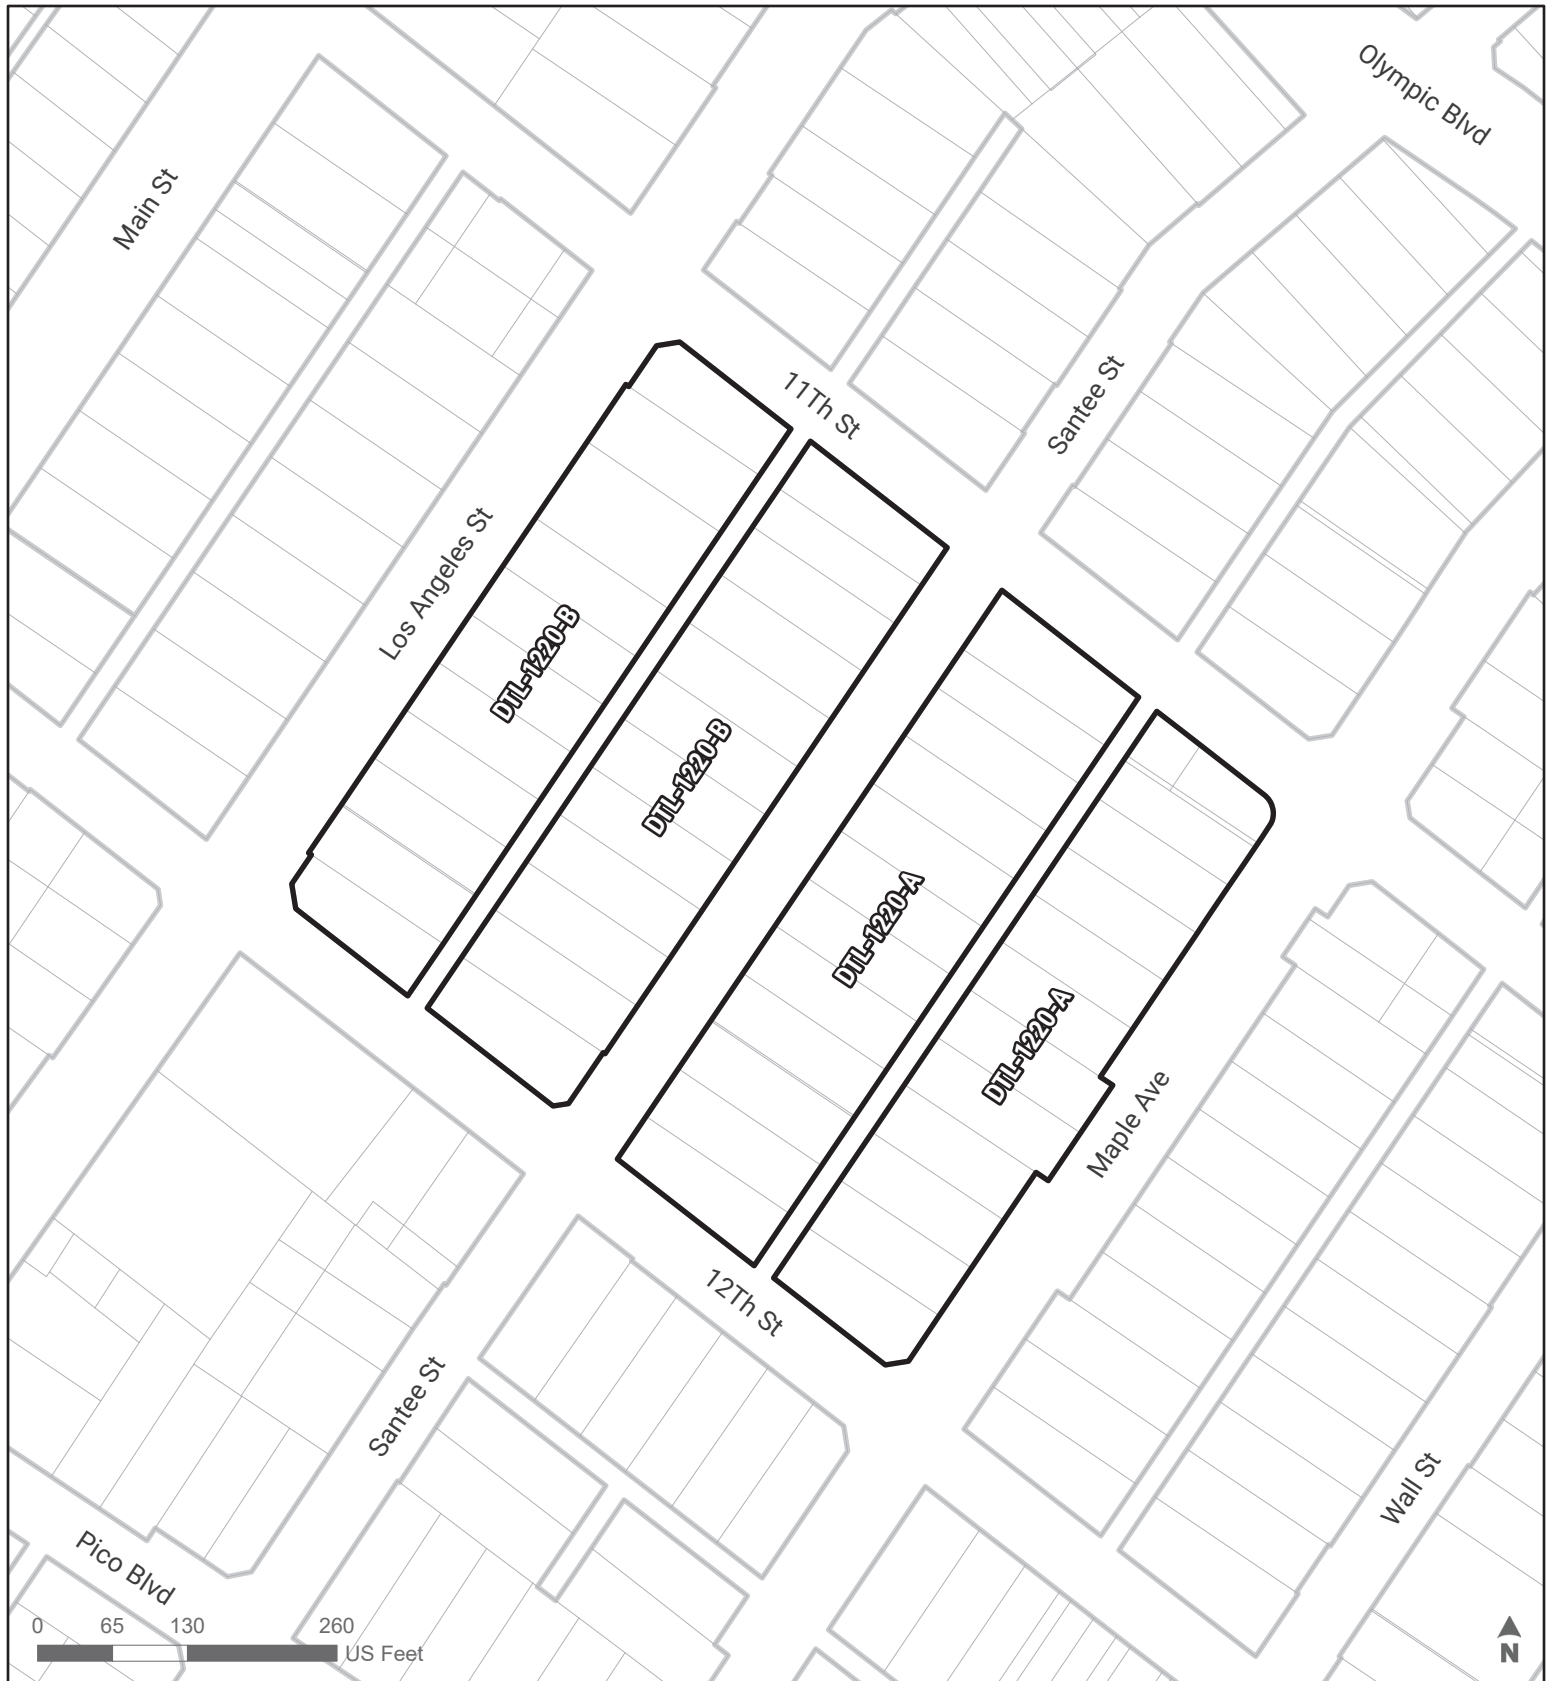 Olympic Blvd
Main St
11Th St
Santee St
Los Angeles St
DTL-1220-B
DTL-1220-B
DTL-1220-A
DTL-1220-A
Maple Ave
12Th St
Santee St
Wall St
Pico Blvd
0 65 130 260
US Feet
N